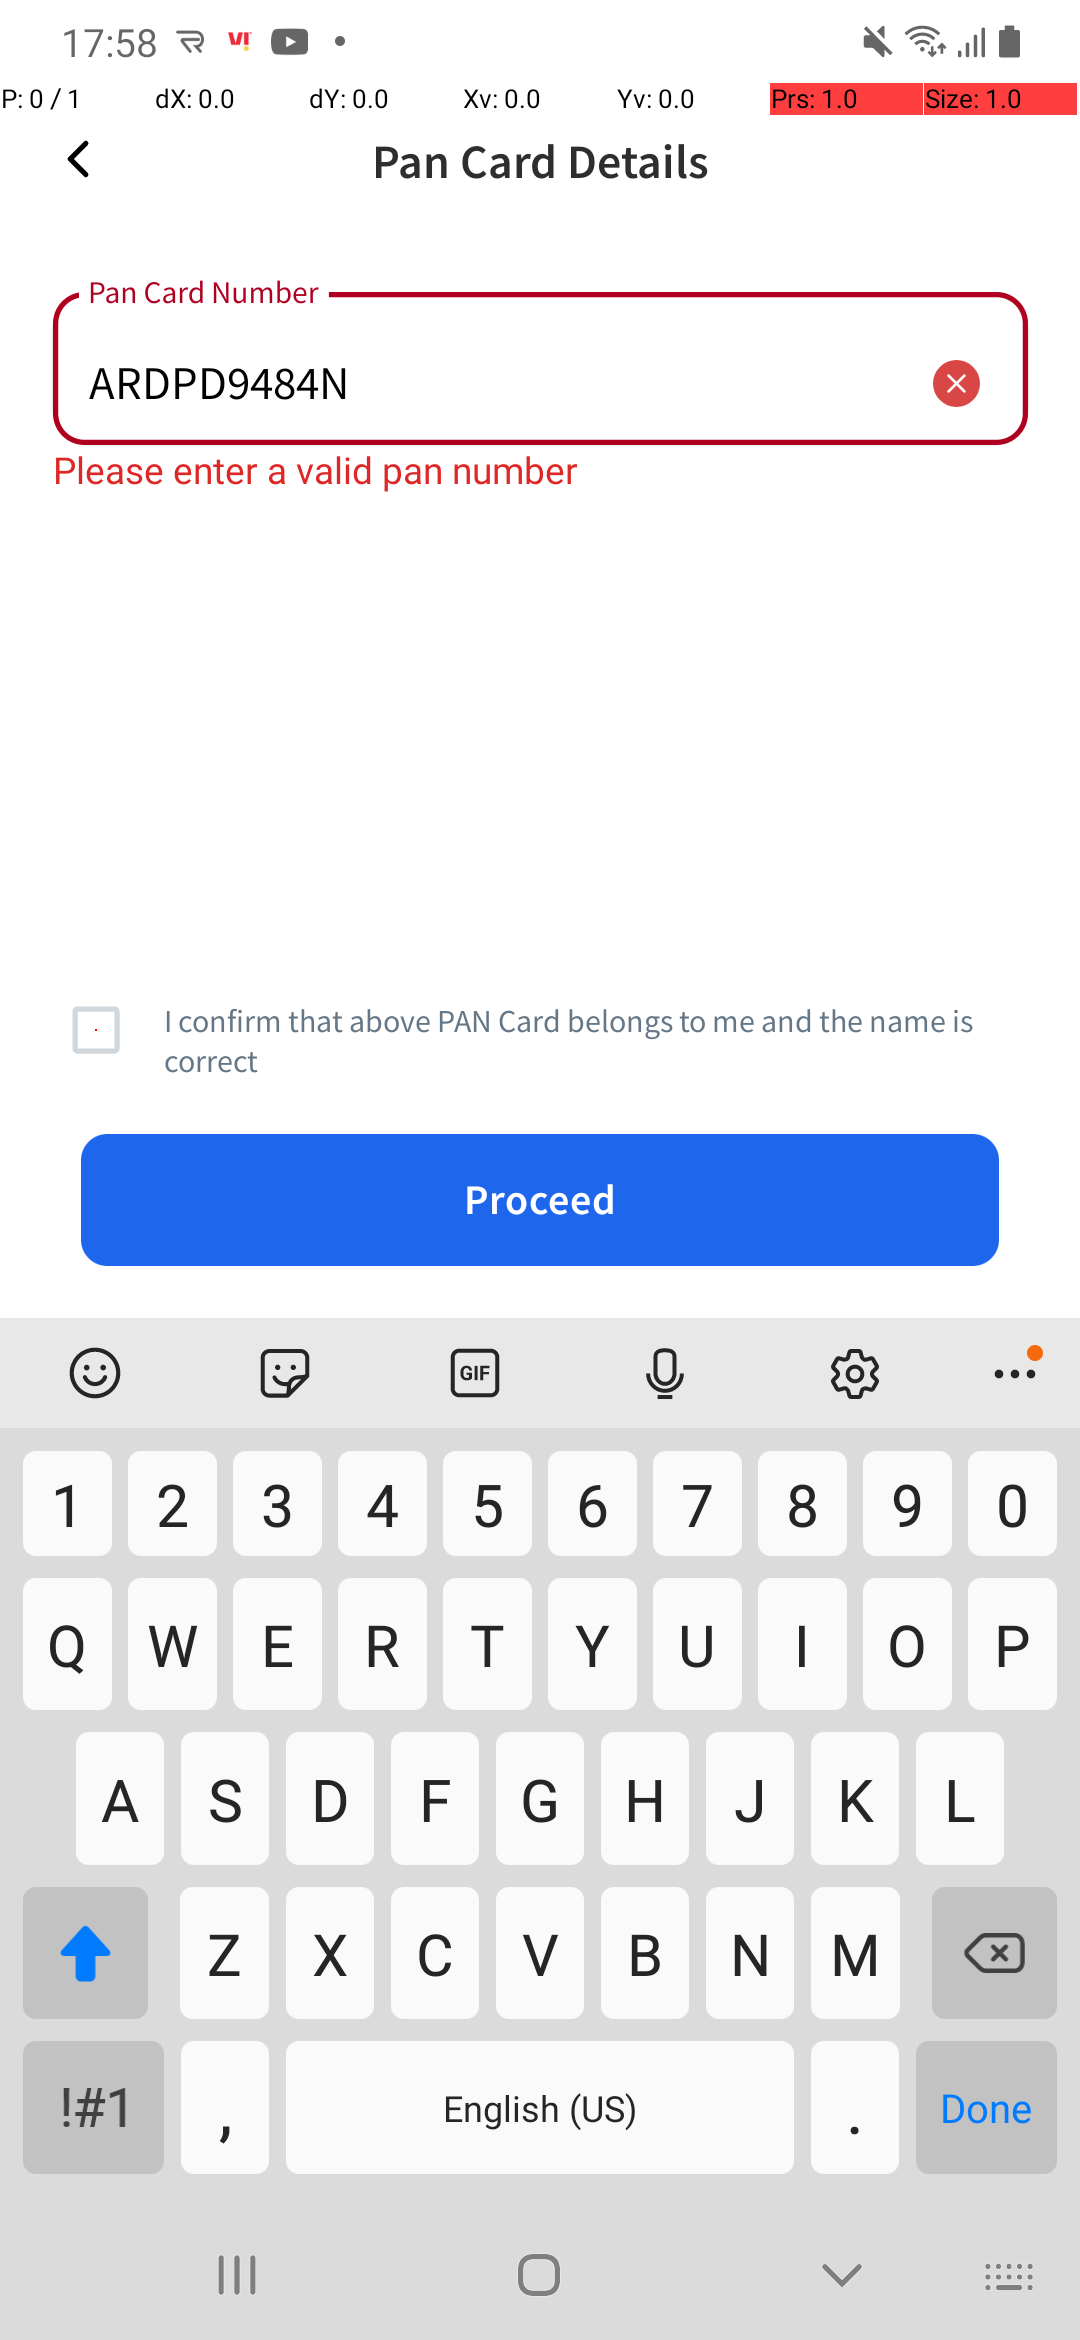 17:58
P: 0 / 1 dX: 0.0 dY: 0.0 Xv: 0.0 Yv: 0.0 Prs: 1.0 Size: 1.0
Pan Card Details
Pan Card Number
ARDPD9484N
Please enter a valid pan number
I confirm that above PAN Card belongs to me and the name is
correct
Proceed
GIF
1 2 3 4 5 6 7 8 9 0
Q W E R T Y U I O P
A S D F G H J K L
Z X C V B N M
!#1 , English (US) . Done